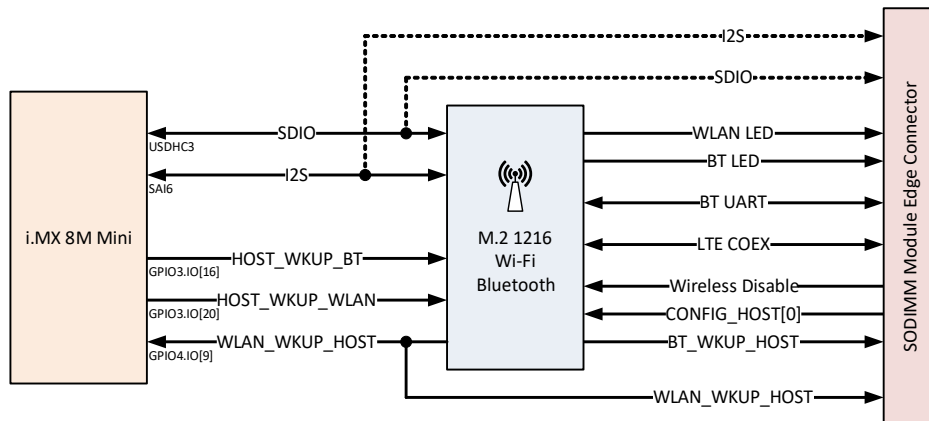 I2S
SDIO
SDIO
USDHC3
I2S
SAI6
i.MX 8M Mini
HOST_WKUP_BT
GPIO3.IO[16]
HOST_WKUP_WLAN
GPIO3.IO[20]
WLAN_WKUP_HOST
GPIO4.IO[9]
M.2 1216
Wi-Fi
Bluetooth
WLAN LED
BT LED
BT UART
LTE COEX
Wireless Disable
CONFIG_HOST[0]
BT_WKUP_HOST
WLAN_WKUP_HOST
SODIMM Module Edge Connector